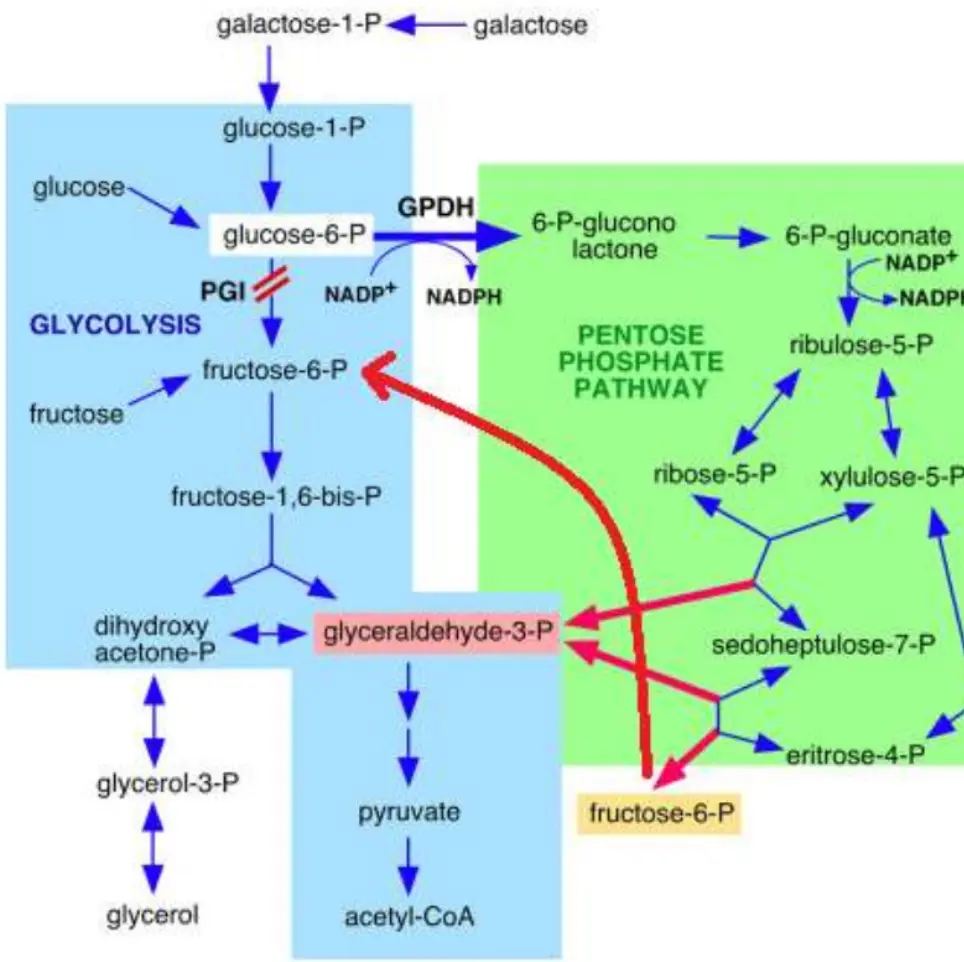 galactose-1-P
galactose
glucose-1-P
glucose
glucose-6-P
GPDH
6-P-glucono
lactone
6-P-gluconate
NADP+
NADPH
NADP+
NADPH
PGI
GLYCOLYSIS
PENTOSE
PHOSPHATE
PATHWAY
ribulose-5-P
fructose-6-P
fructose
ribose-5-P
xylulose-5-P
fructose-1,6-bis-P
dihydroxy
acetone-P
glyceraldehyde-3-P
sedoheptulose-7-P
eritrose-4-P
glycerol-3-P
pyruvate
fructose-6-P
glycerol
acetyl-CoA